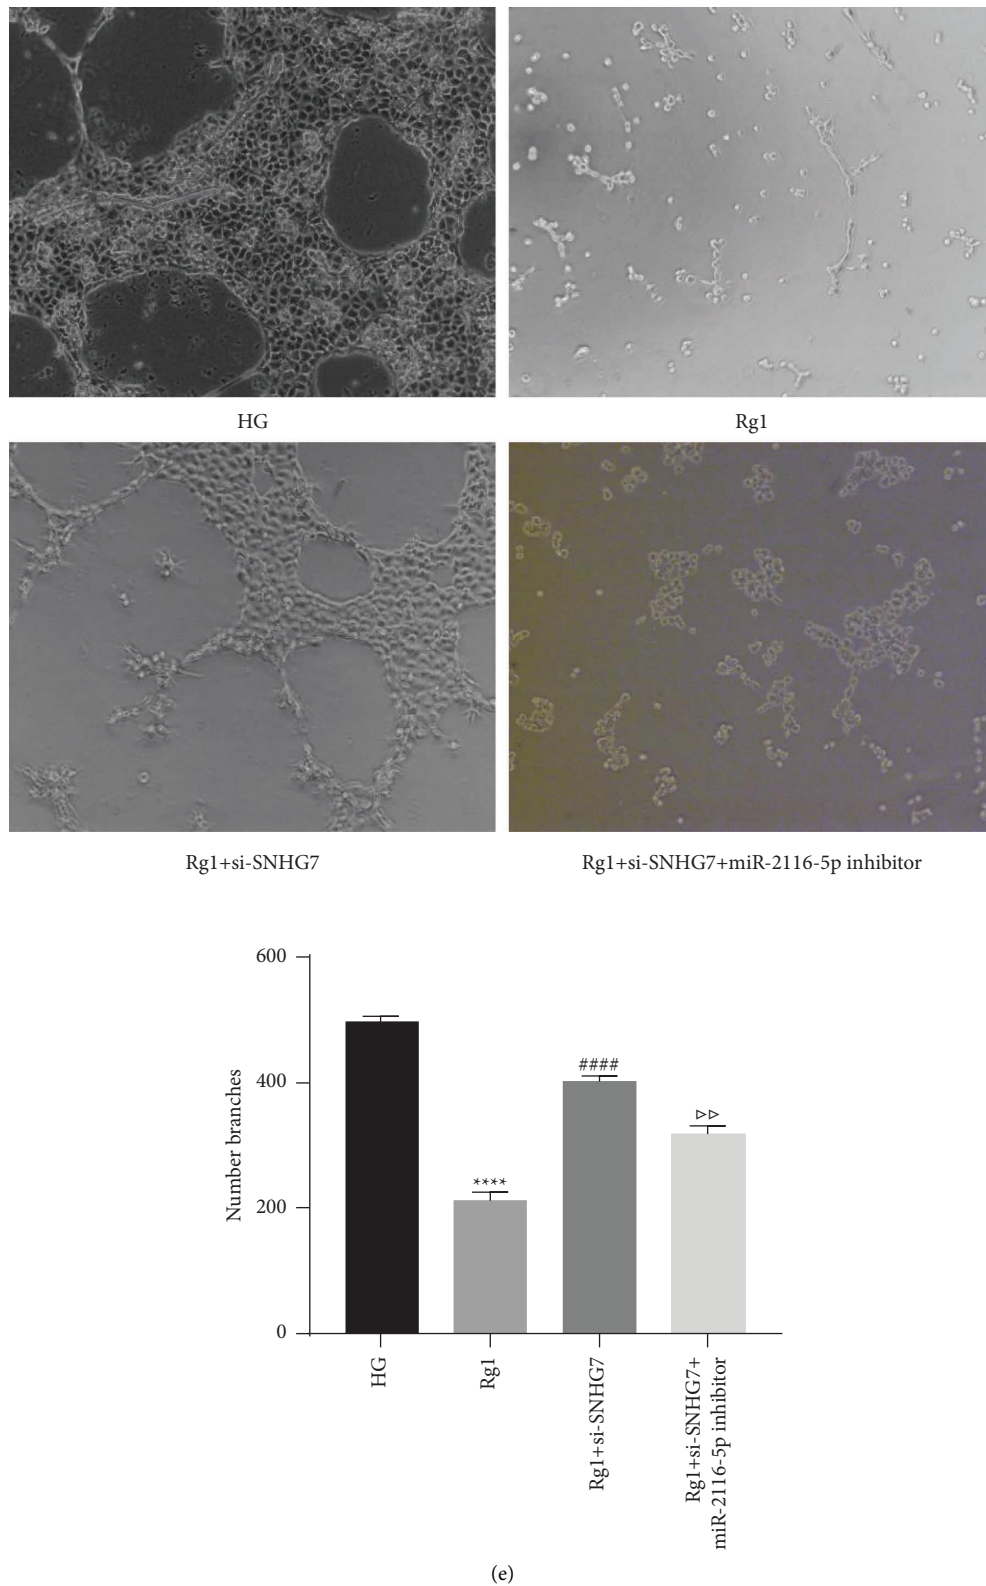 HG
Rg1
Rg1+si-SNHG7
Rg1+si-SNHG7+miR-2116-5p inhibitor
600
400
200
0
Number branches
****
####
▷▷
HG
Rg1
Rg1+si-SNHG7
Rg1+si-SNHG7+
miR-2116-5p inhibitor
(e)